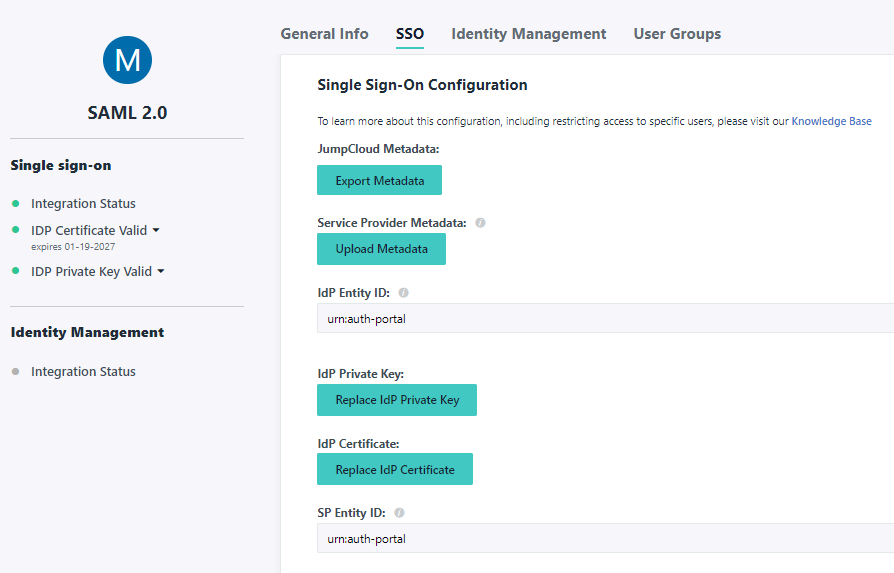 General Info SSO Identity Management User Groups
M
SAML 2.0
Single sign-on
Integration Status
IDP Certificate Valid
expires 01-19-2027
IDP Private Key Valid
Identity Management
Integration Status
Single Sign-On Configuration
To learn more about this configuration, including restricting access to specific users, please visit our Knowledge Base
JumpCloud Metadata:
Export Metadata
Service Provider Metadata: i
Upload Metadata
IdP Entity ID: i
urn:auth-portal
IdP Private Key:
Replace IdP Private Key
IdP Certificate:
Replace IdP Certificate
SP Entity ID: i
urn:auth-portal